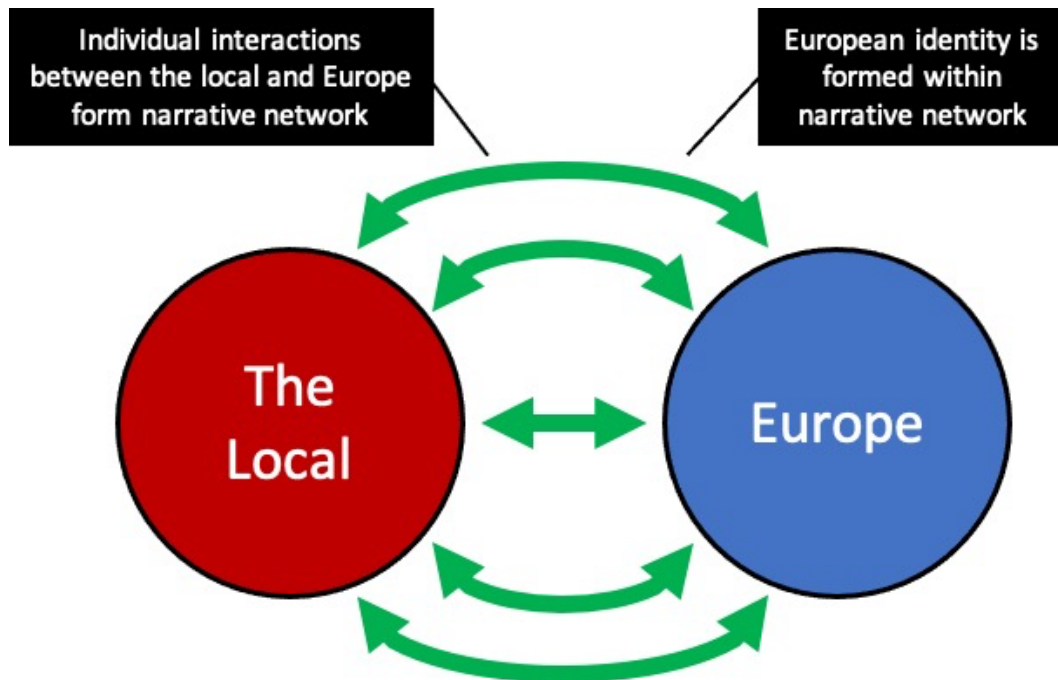 Individual interactions
between the local and Europe
form narrative network
European identity is
formed within
narrative network
The
Local
Europe